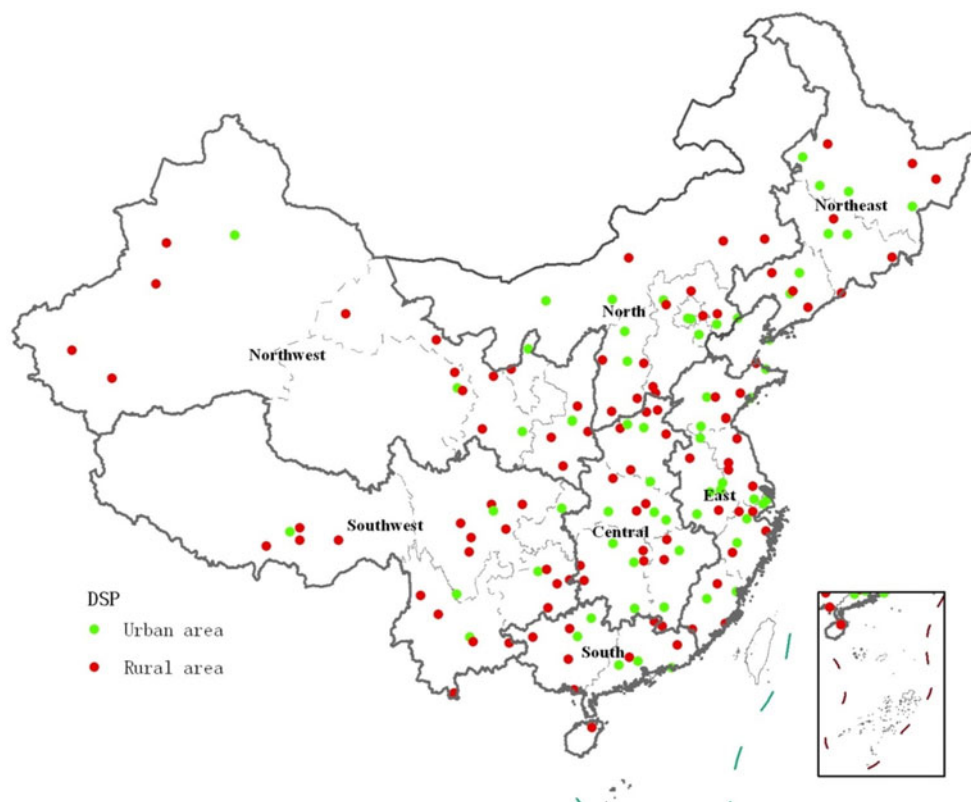 Northeast
North
Northwest
East
Southwest
Central
South
DSP
Urban area
Rural area